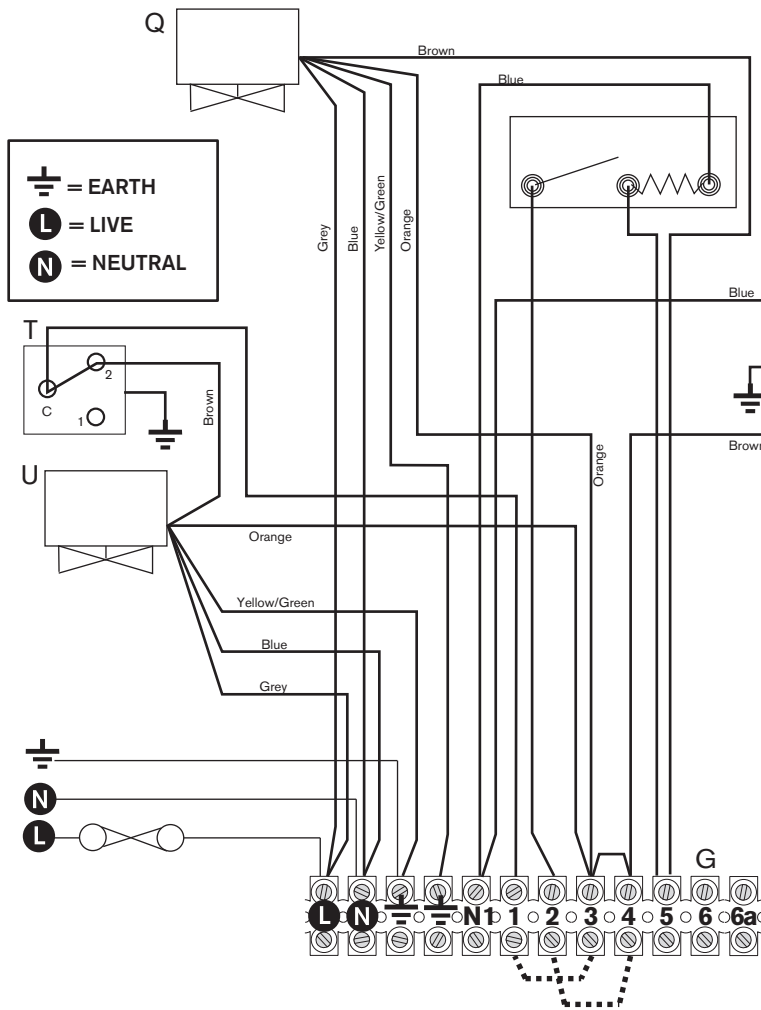 Q
Brown
Blue
= EARTH
L = LIVE
N = NEUTRAL
Grey
Blue
Yellow/Green
Orange
Blue
T
2
C
1
Brown
Brown
Orange
U
Orange
Yellow/Green
Blue
Grey
N
L
G
L N N1 1 2 3 4 5 6 6a